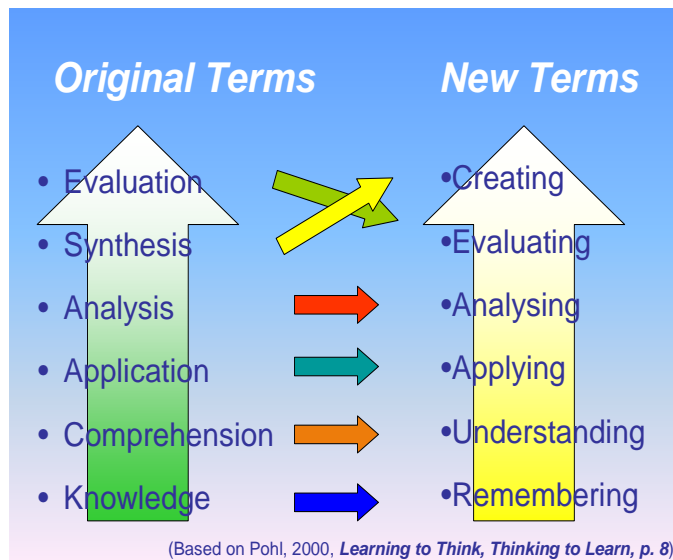 Original Terms
New Terms
• Evaluation
•Creating
• Synthesis
•Evaluating
• Analysis
•Analysing
• Application
•Applying
• Comprehension
•Understanding
• Knowledge
•Remembering
(Based on Pohl, 2000, Learning to Think, Thinking to Learn, p. 8)